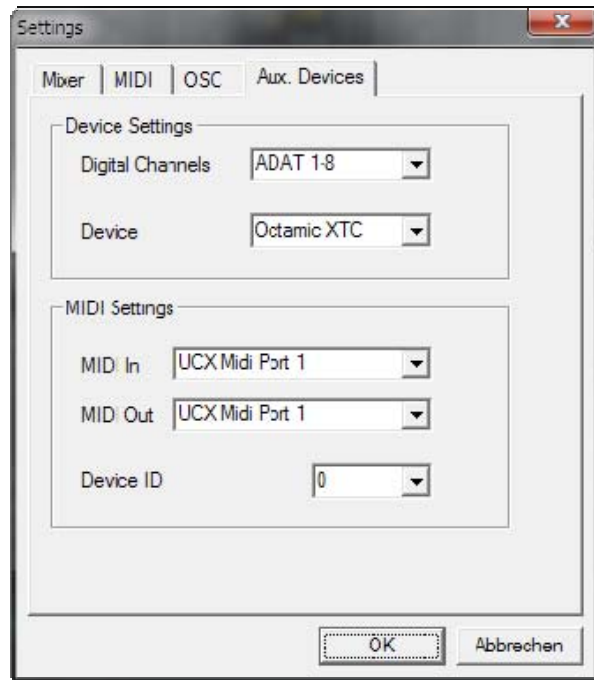 Settings
Mixer MIDI OSC Aux. Devices
Device Settings
Digital Channels ADAT 1-8
Device Octamic XTC
MIDI Settings
MIDI In UCX Midi Port 1
MIDI Out UCX Midi Port 1
Device ID 0
OK Abbrechen